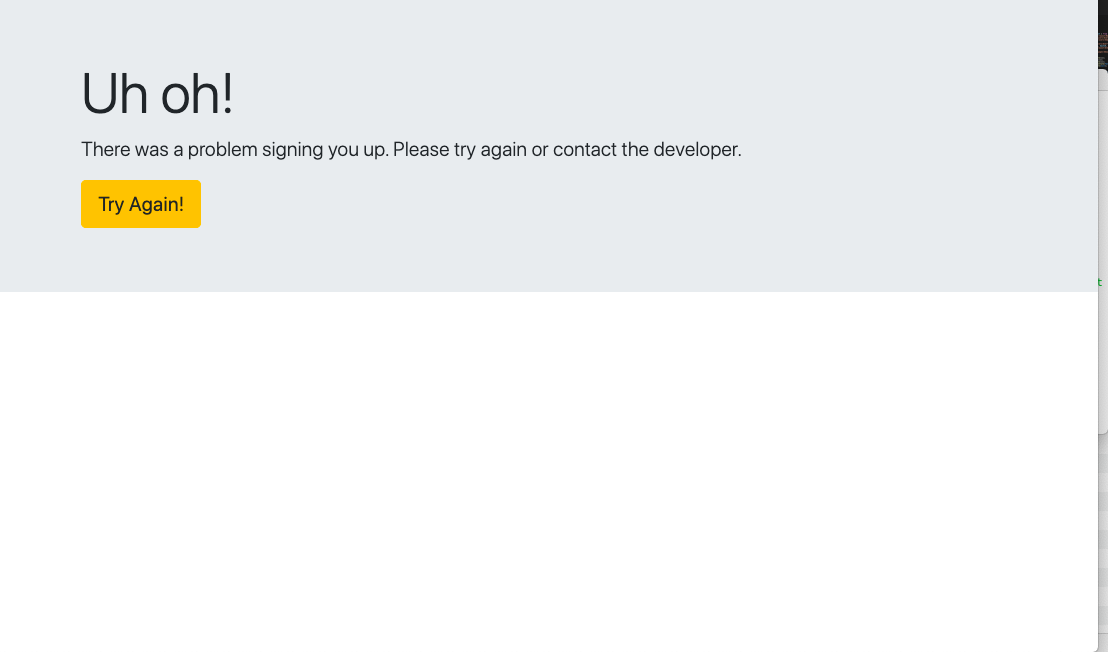 Uh oh!
There was a problem signing you up. Please try again or contact the developer.
Try Again!
t